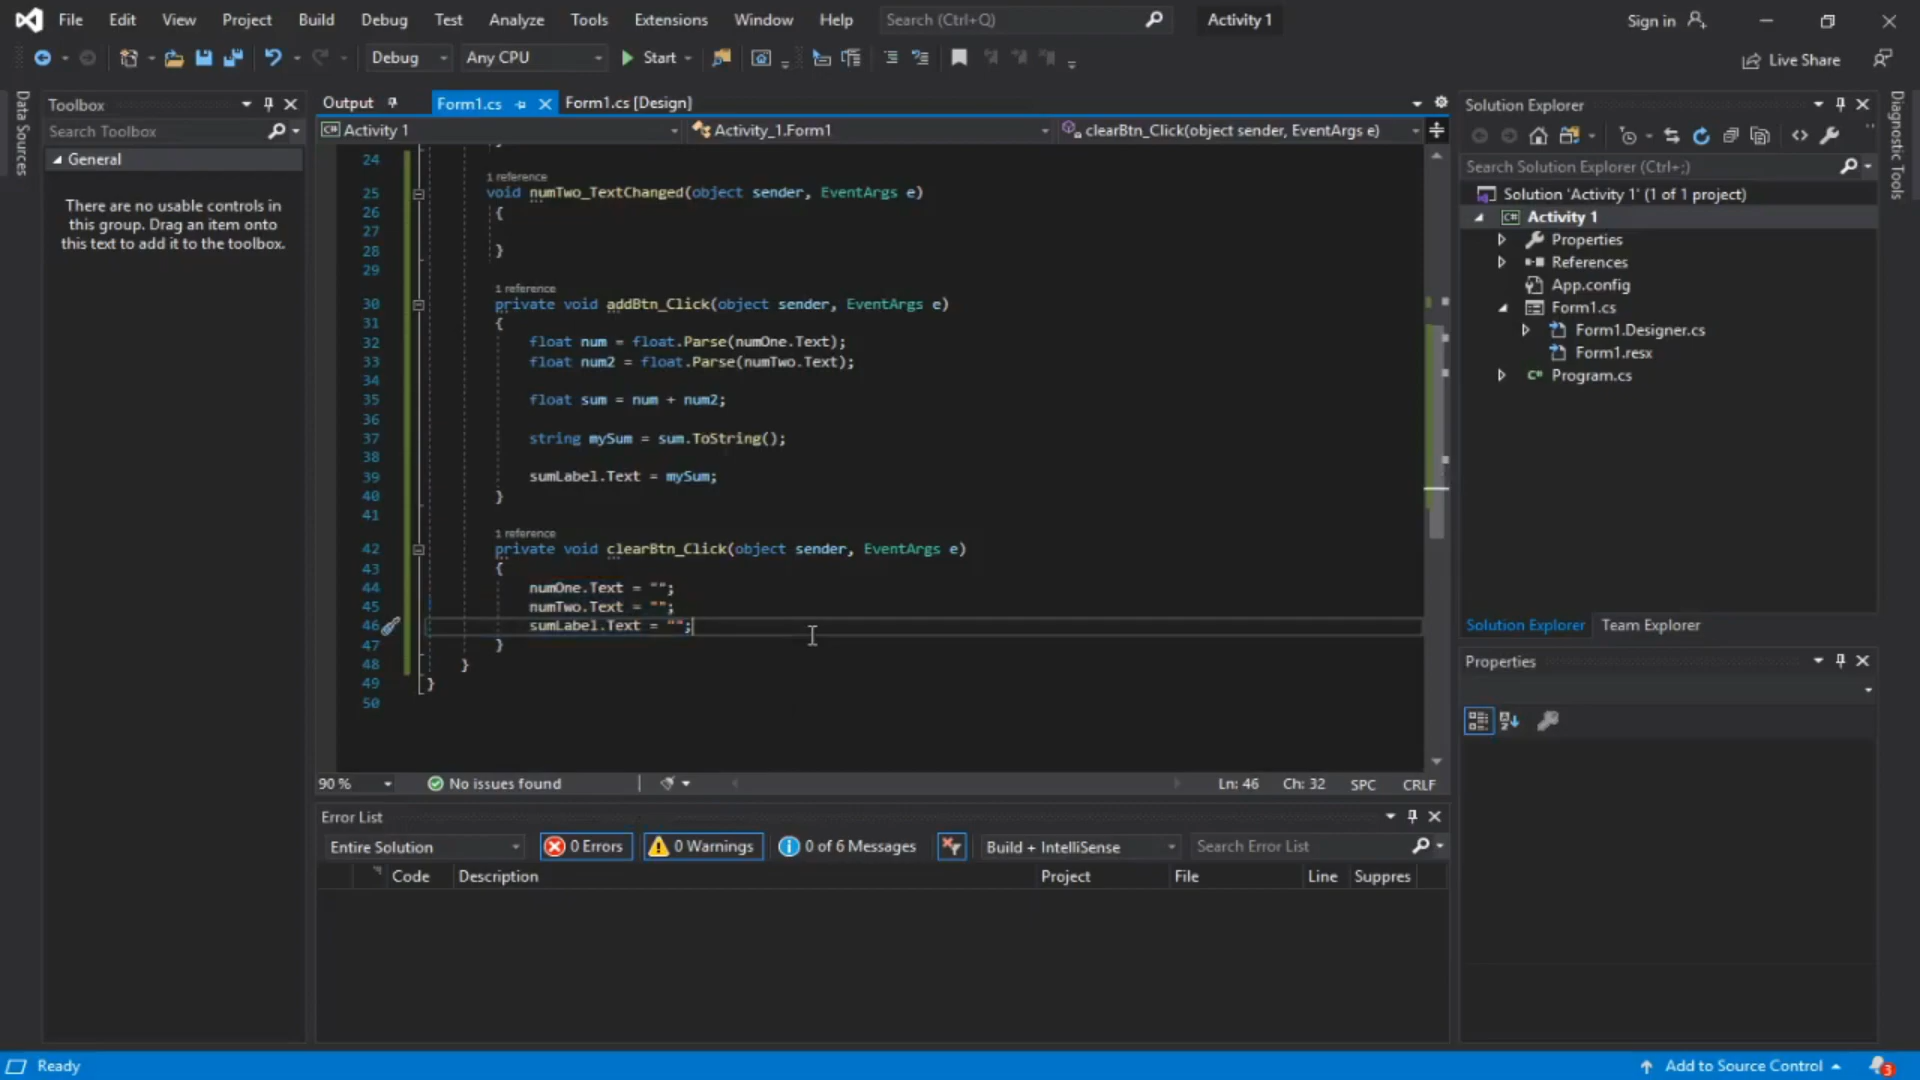 File Edit View Project Build Debug Test Analyze Tools Extensions Window Help Search (Ctrl+Q) Activity 1 Sign in
Debug Any CPU Start Live Share
Data Sources
Toolbox
Search Toolbox
General
There are no usable controls in
this group. Drag an item onto
this text to add it to the toolbox.
Output Form1.cs Form1.cs [Design]
Activity 1 Activity_1.Form1 clearBtn_Click(object sender, EventArgs e)
24
1 reference
25 void numTwo_TextChanged(object sender, EventArgs e)
26 {
27
28 }
29
1 reference
30 private void addBtn_Click(object sender, EventArgs e)
31 {
32 float num = float.Parse(numOne.Text);
33 float num2 = float.Parse(numTwo.Text);
34
35 float sum = num + num2;
36
37 string mySum = sum.ToString();
38
39 sumLabel.Text = mySum;
40 }
41
1 reference
42 private void clearBtn_Click(object sender, EventArgs e)
43 {
44 numOne.Text = "";
45 numTwo.Text = "";
46 sumLabel.Text = "";
47 }
48 }
49 }
50
90 % No issues found Ln: 46 Ch: 32 SPC CRLF
Error List
Entire Solution 0 Errors 0 Warnings 0 of 6 Messages Build + IntelliSense Search Error List
Code Description Project File Line Suppres
Solution Explorer
Search Solution Explorer (Ctrl+;)
Solution 'Activity 1' (1 of 1 project)
C# Activity 1
Properties
References
App.config
Form1.cs
Form1.Designer.cs
Form1.resx
C# Program.cs
Solution Explorer Team Explorer
Properties
Diagnostic Tools
Ready Add to Source Control 3